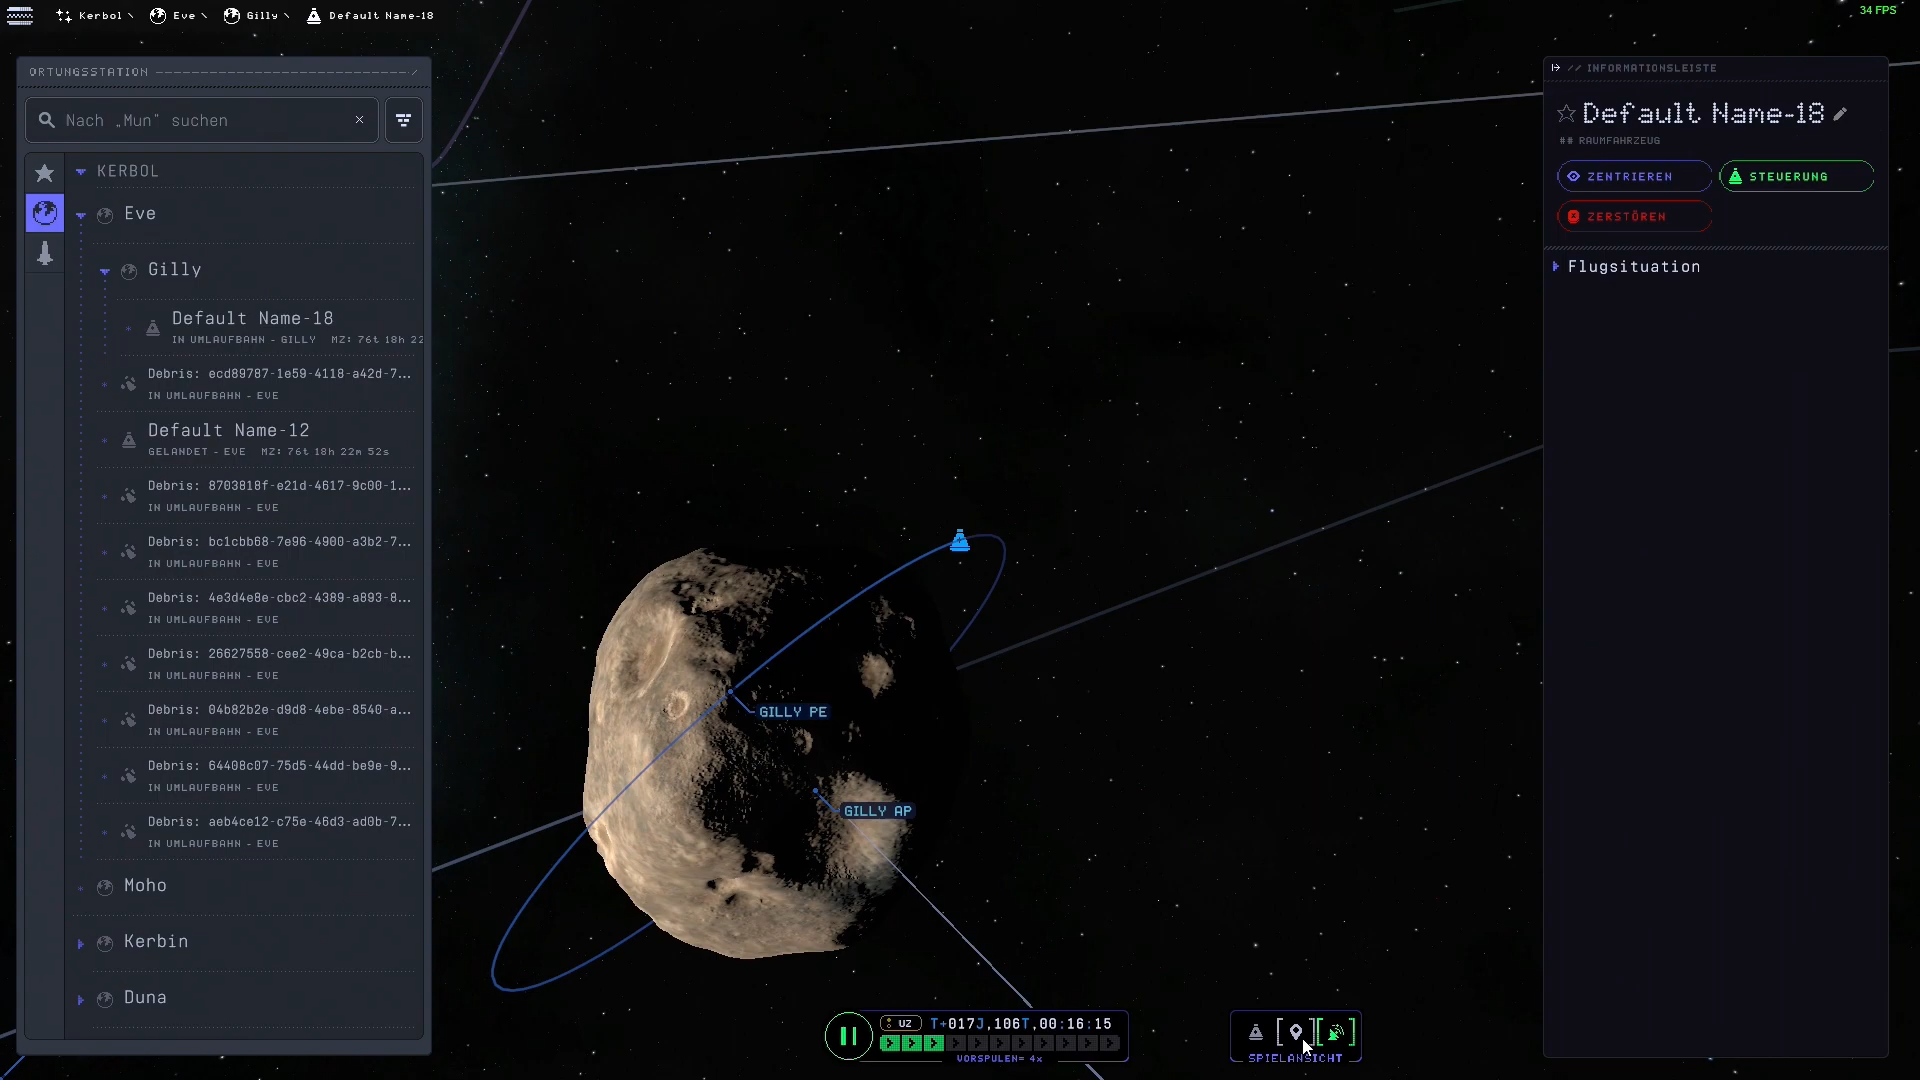 Kerbol \ Eve \ Gilly \ Default Name-18
34 FPS
ORTUNGSSTATION
Nach „Mun" suchen
KERBOL
Eve
Gilly
Default Name-18
IN UMLAUFBAHN - GILLY MZ: 76t 18h 22
Debris: ecd89787-1e59-4118-a42d-7...
IN UMLAUFBAHN - EVE
Default Name-12
GELANDET - EVE MZ: 76t 18h 22m 52s
Debris: 8703818f-e21d-4617-9c00-1...
IN UMLAUFBAHN - EVE
Debris: bc1cbb68-7e96-4900-a3b2-7...
IN UMLAUFBAHN - EVE
Debris: 4e3d4e8e-cbc2-4389-a893-8...
IN UMLAUFBAHN - EVE
Debris: 26627558-cee2-49ca-b2cb-b...
IN UMLAUFBAHN - EVE
Debris: 04b82b2e-d9d8-4ebe-8540-a...
IN UMLAUFBAHN - EVE
Debris: 64408c07-75d5-44dd-be9e-9...
IN UMLAUFBAHN - EVE
Debris: aeb4ce12-c75e-46d3-ad0b-7...
IN UMLAUFBAHN - EVE
Moho
Kerbin
Duna
GILLY PE
GILLY AP
UZ T+017J,106T,00:16:15
VORSPULEN= 4x
SPIELANSICHT
// INFORMATIONSLEISTE
Default Name-18
## RAUMFAHRZEUG
ZENTRIEREN
STEUERUNG
ZERSTÖREN
Flugsituation